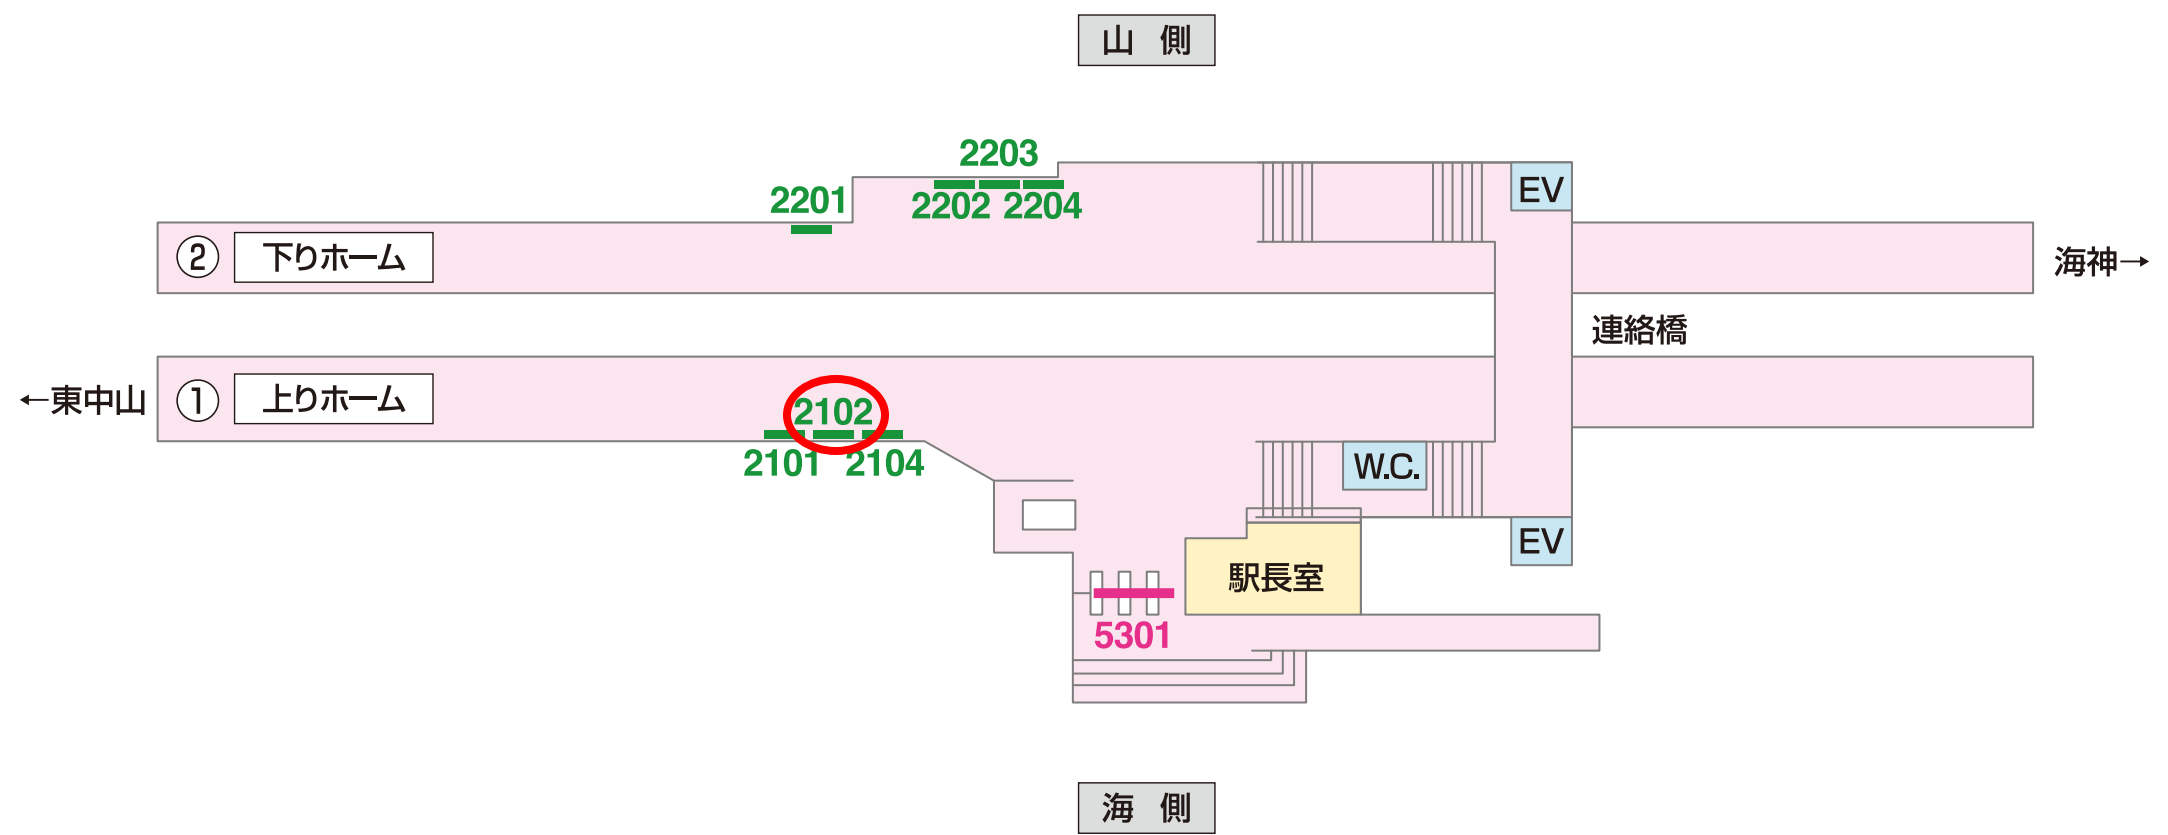 山 側
2203
2201
2202 2204
EV
② 下りホーム
海神→
連絡橋
←東中山
① 上りホーム
2102
2101 2104
W.C.
EV
駅長室
5301
海 側